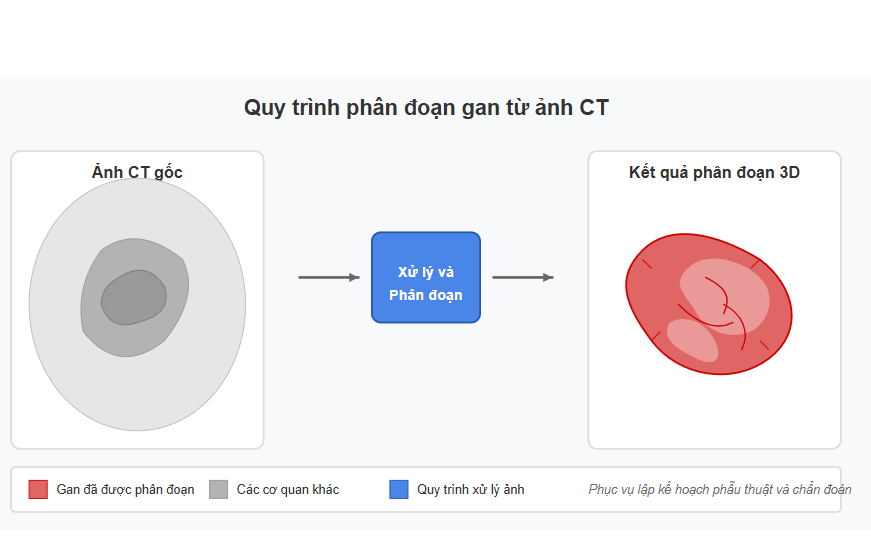 Quy trình phân đoạn gan từ ảnh CT
Ảnh CT gốc
Kết quả phân đoạn 3D
Xử lý và
Phân đoạn
Gan đã được phân đoạn
Các cơ quan khác
Quy trình xử lý ảnh
Phục vụ lập kế hoạch phẫu thuật và chẩn đoán